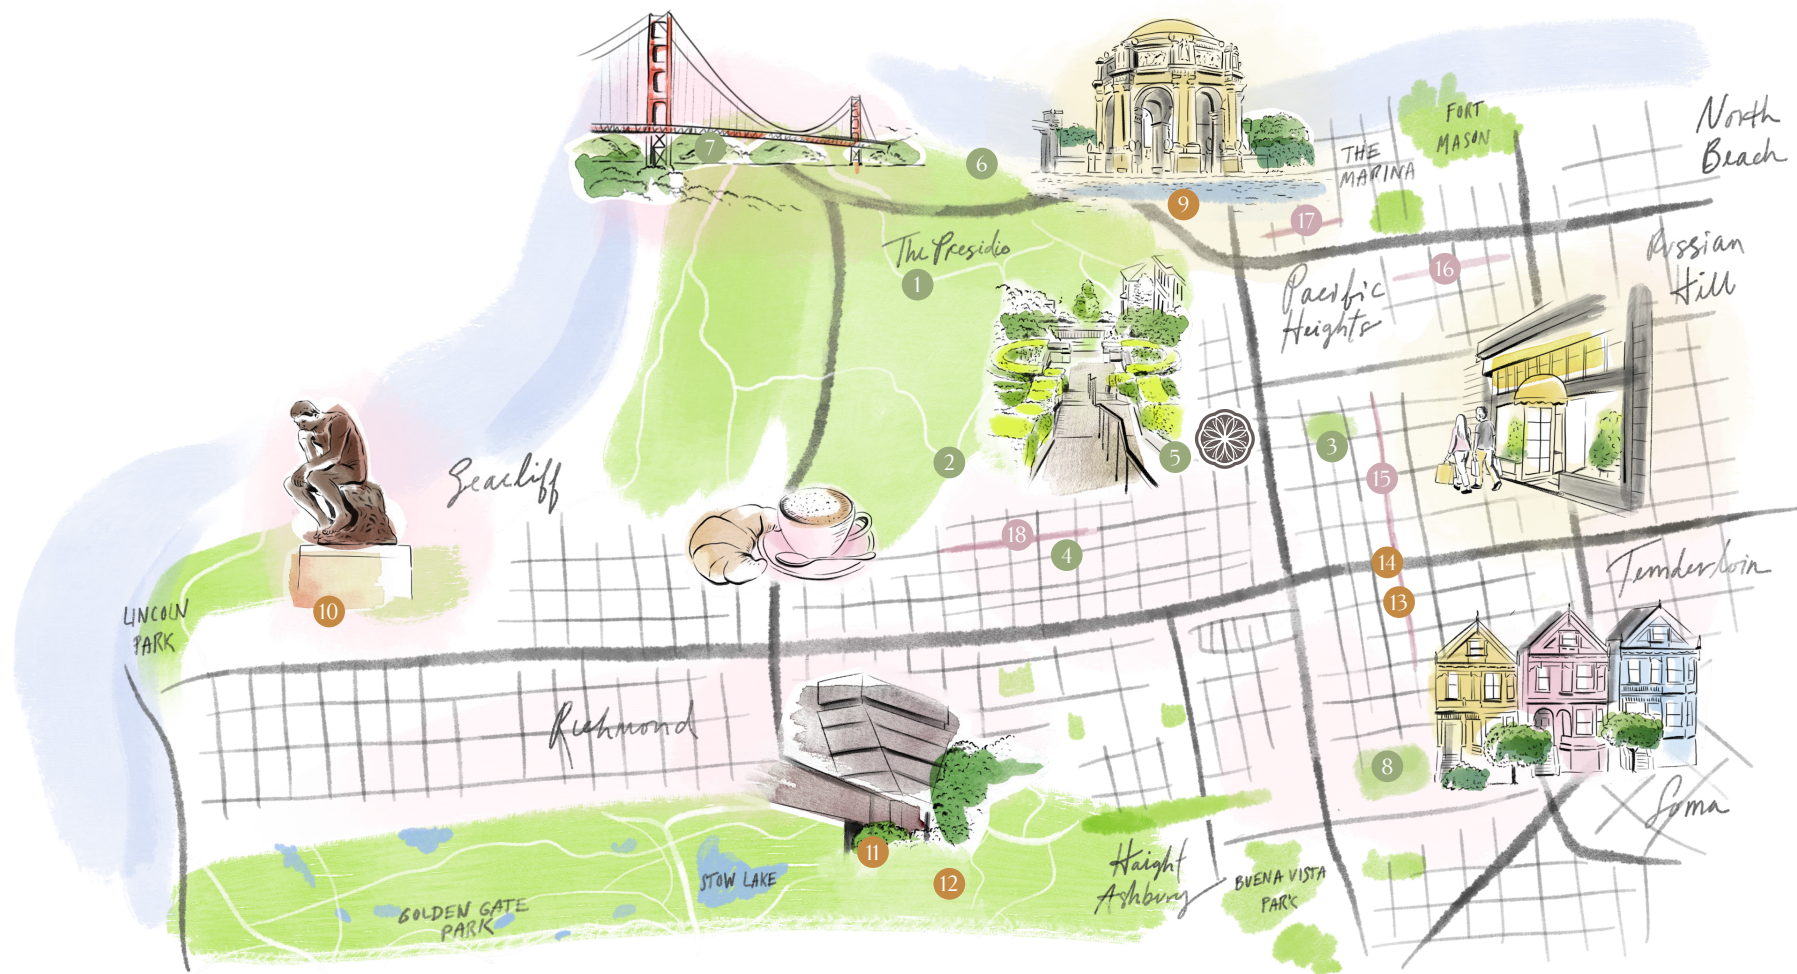 7
6
9
FORT
MASON
North
Beach
THE
MARINA
17
The Presidio
1
16
Russian
Hill
Pacific
Heights
2
5
3
15
Seacliff
18
4
14
13
Tenderloin
10
LINCOLN
PARK
Richmond
8
Soma
11
12
STOW LAKE
GOLDEN GATE
PARK
Haight
Ashbury
BUENA VISTA
PARK